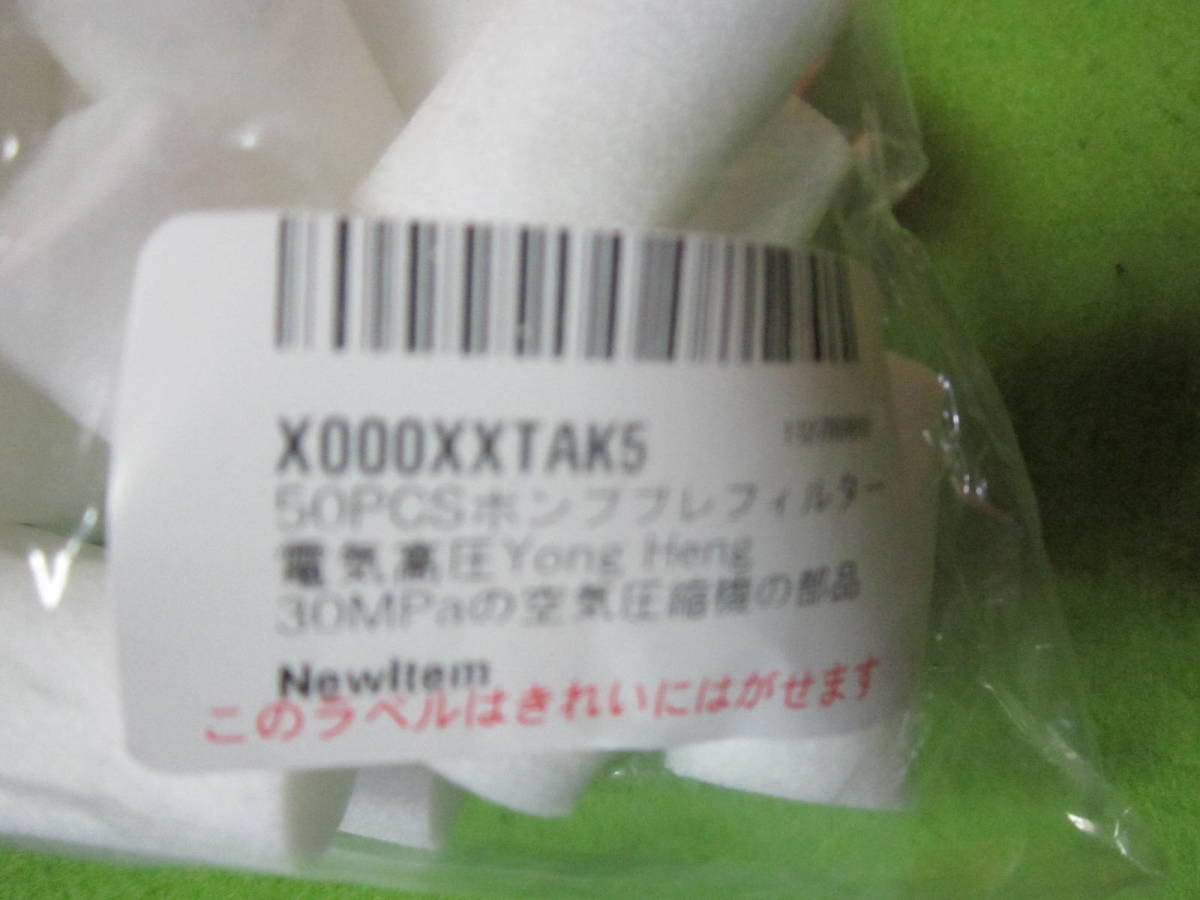 X000XXTAK5
50PCSポンププレフィルター
電気高圧Yong Heng
30MPaの空気圧縮機の部品
NewItem
このラベルはきれいにはがせます